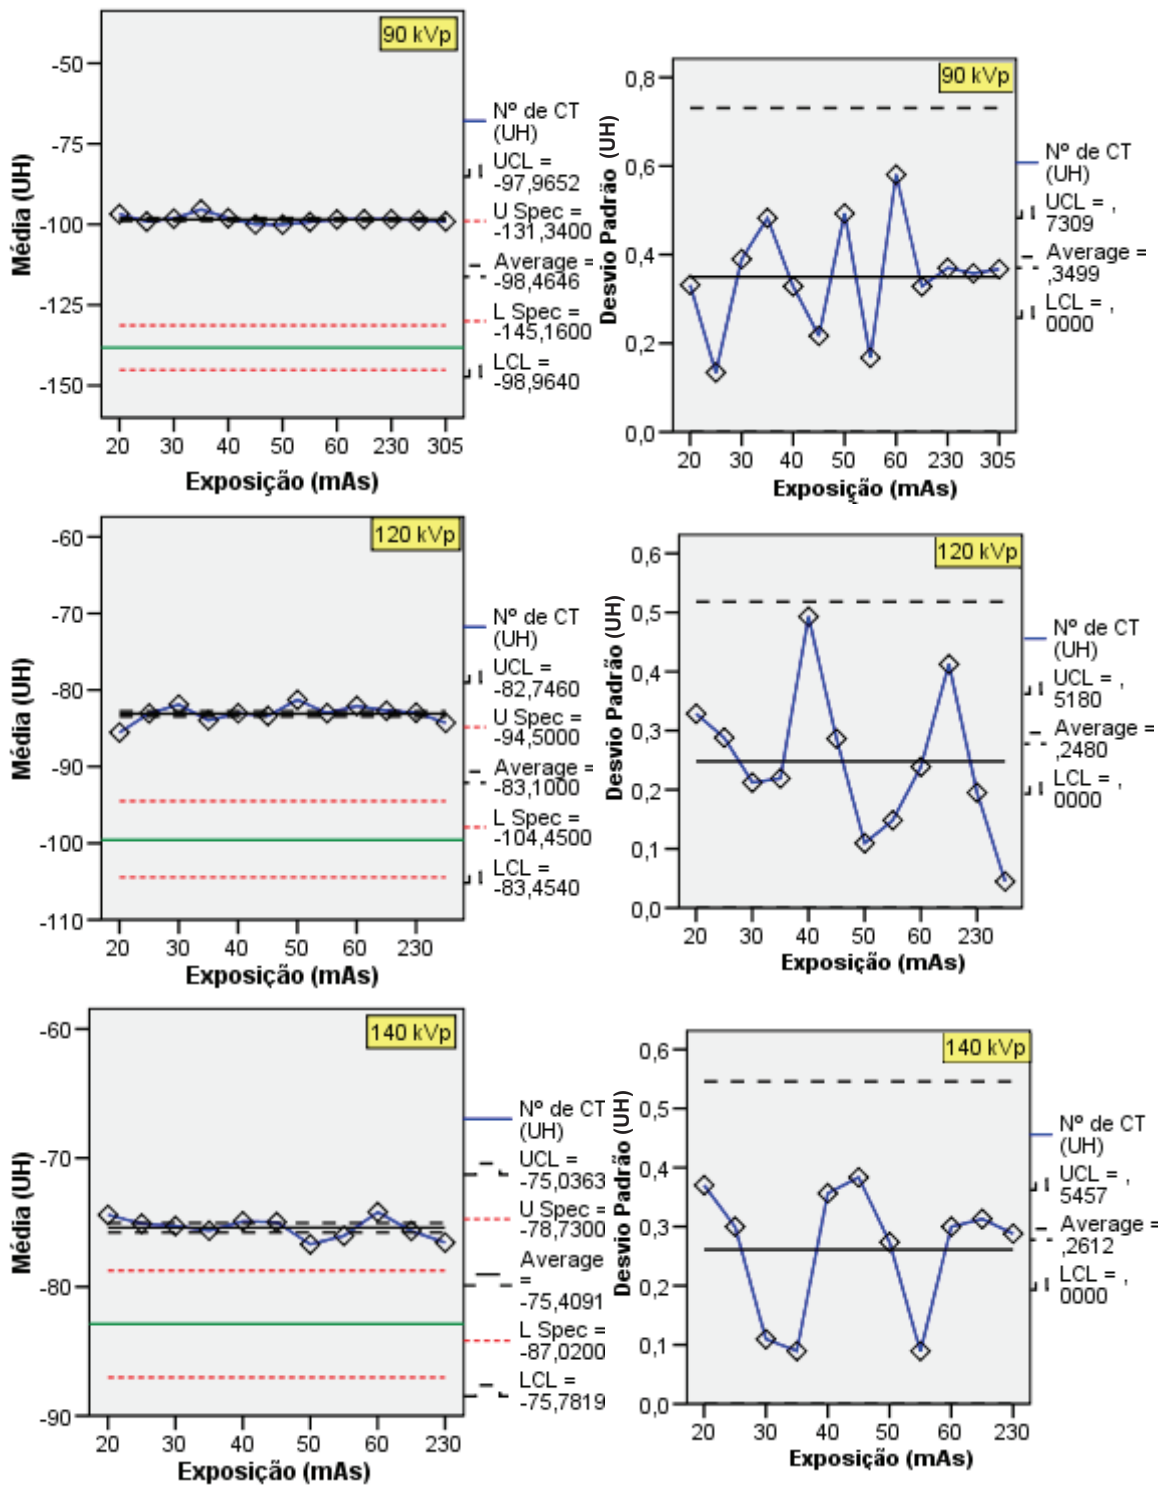 90 kVp
Média (UH)
-50
-75
-100
-125
-150
20 30 40 50 60 230 305
Exposição (mAs)
Nº de CT
(UH)
UCL =
-97,9652
U Spec =
-131,3400
Average =
-98,4646
L Spec =
-145,1600
LCL =
-98,9640
90 kVp
Desvio Padrão (UH)
0,8
0,6
0,4
0,2
0,0
20 30 40 50 60 230 305
Exposição (mAs)
Nº de CT
(UH)
UCL = ,
7309
Average =
,3499
LCL = ,
0000
120 kVp
Média (UH)
-60
-70
-80
-90
-100
-110
20 30 40 50 60 230
Exposição (mAs)
Nº de CT
(UH)
UCL =
-82,7460
U Spec =
-94,5000
Average =
-83,1000
L Spec =
-104,4500
LCL =
-83,4540
120 kVp
Desvio Padrão (UH)
0,6
0,5
0,4
0,3
0,2
0,1
0,0
20 30 40 50 60 230
Exposição (mAs)
Nº de CT
(UH)
UCL = ,
5180
Average =
,2480
LCL = ,
0000
140 kVp
Média (UH)
-60
-70
-80
-90
20 30 40 50 60 230
Exposição (mAs)
Nº de CT
(UH)
UCL =
-75,0363
U Spec =
-78,7300
Average
=
-75,4091
L Spec =
-87,0200
LCL =
-75,7819
140 kVp
Desvio Padrão (UH)
0,6
0,5
0,4
0,3
0,2
0,1
0,0
20 30 40 50 60 230
Exposição (mAs)
Nº de CT
(UH)
UCL = ,
5457
Average =
,2612
LCL = ,
0000